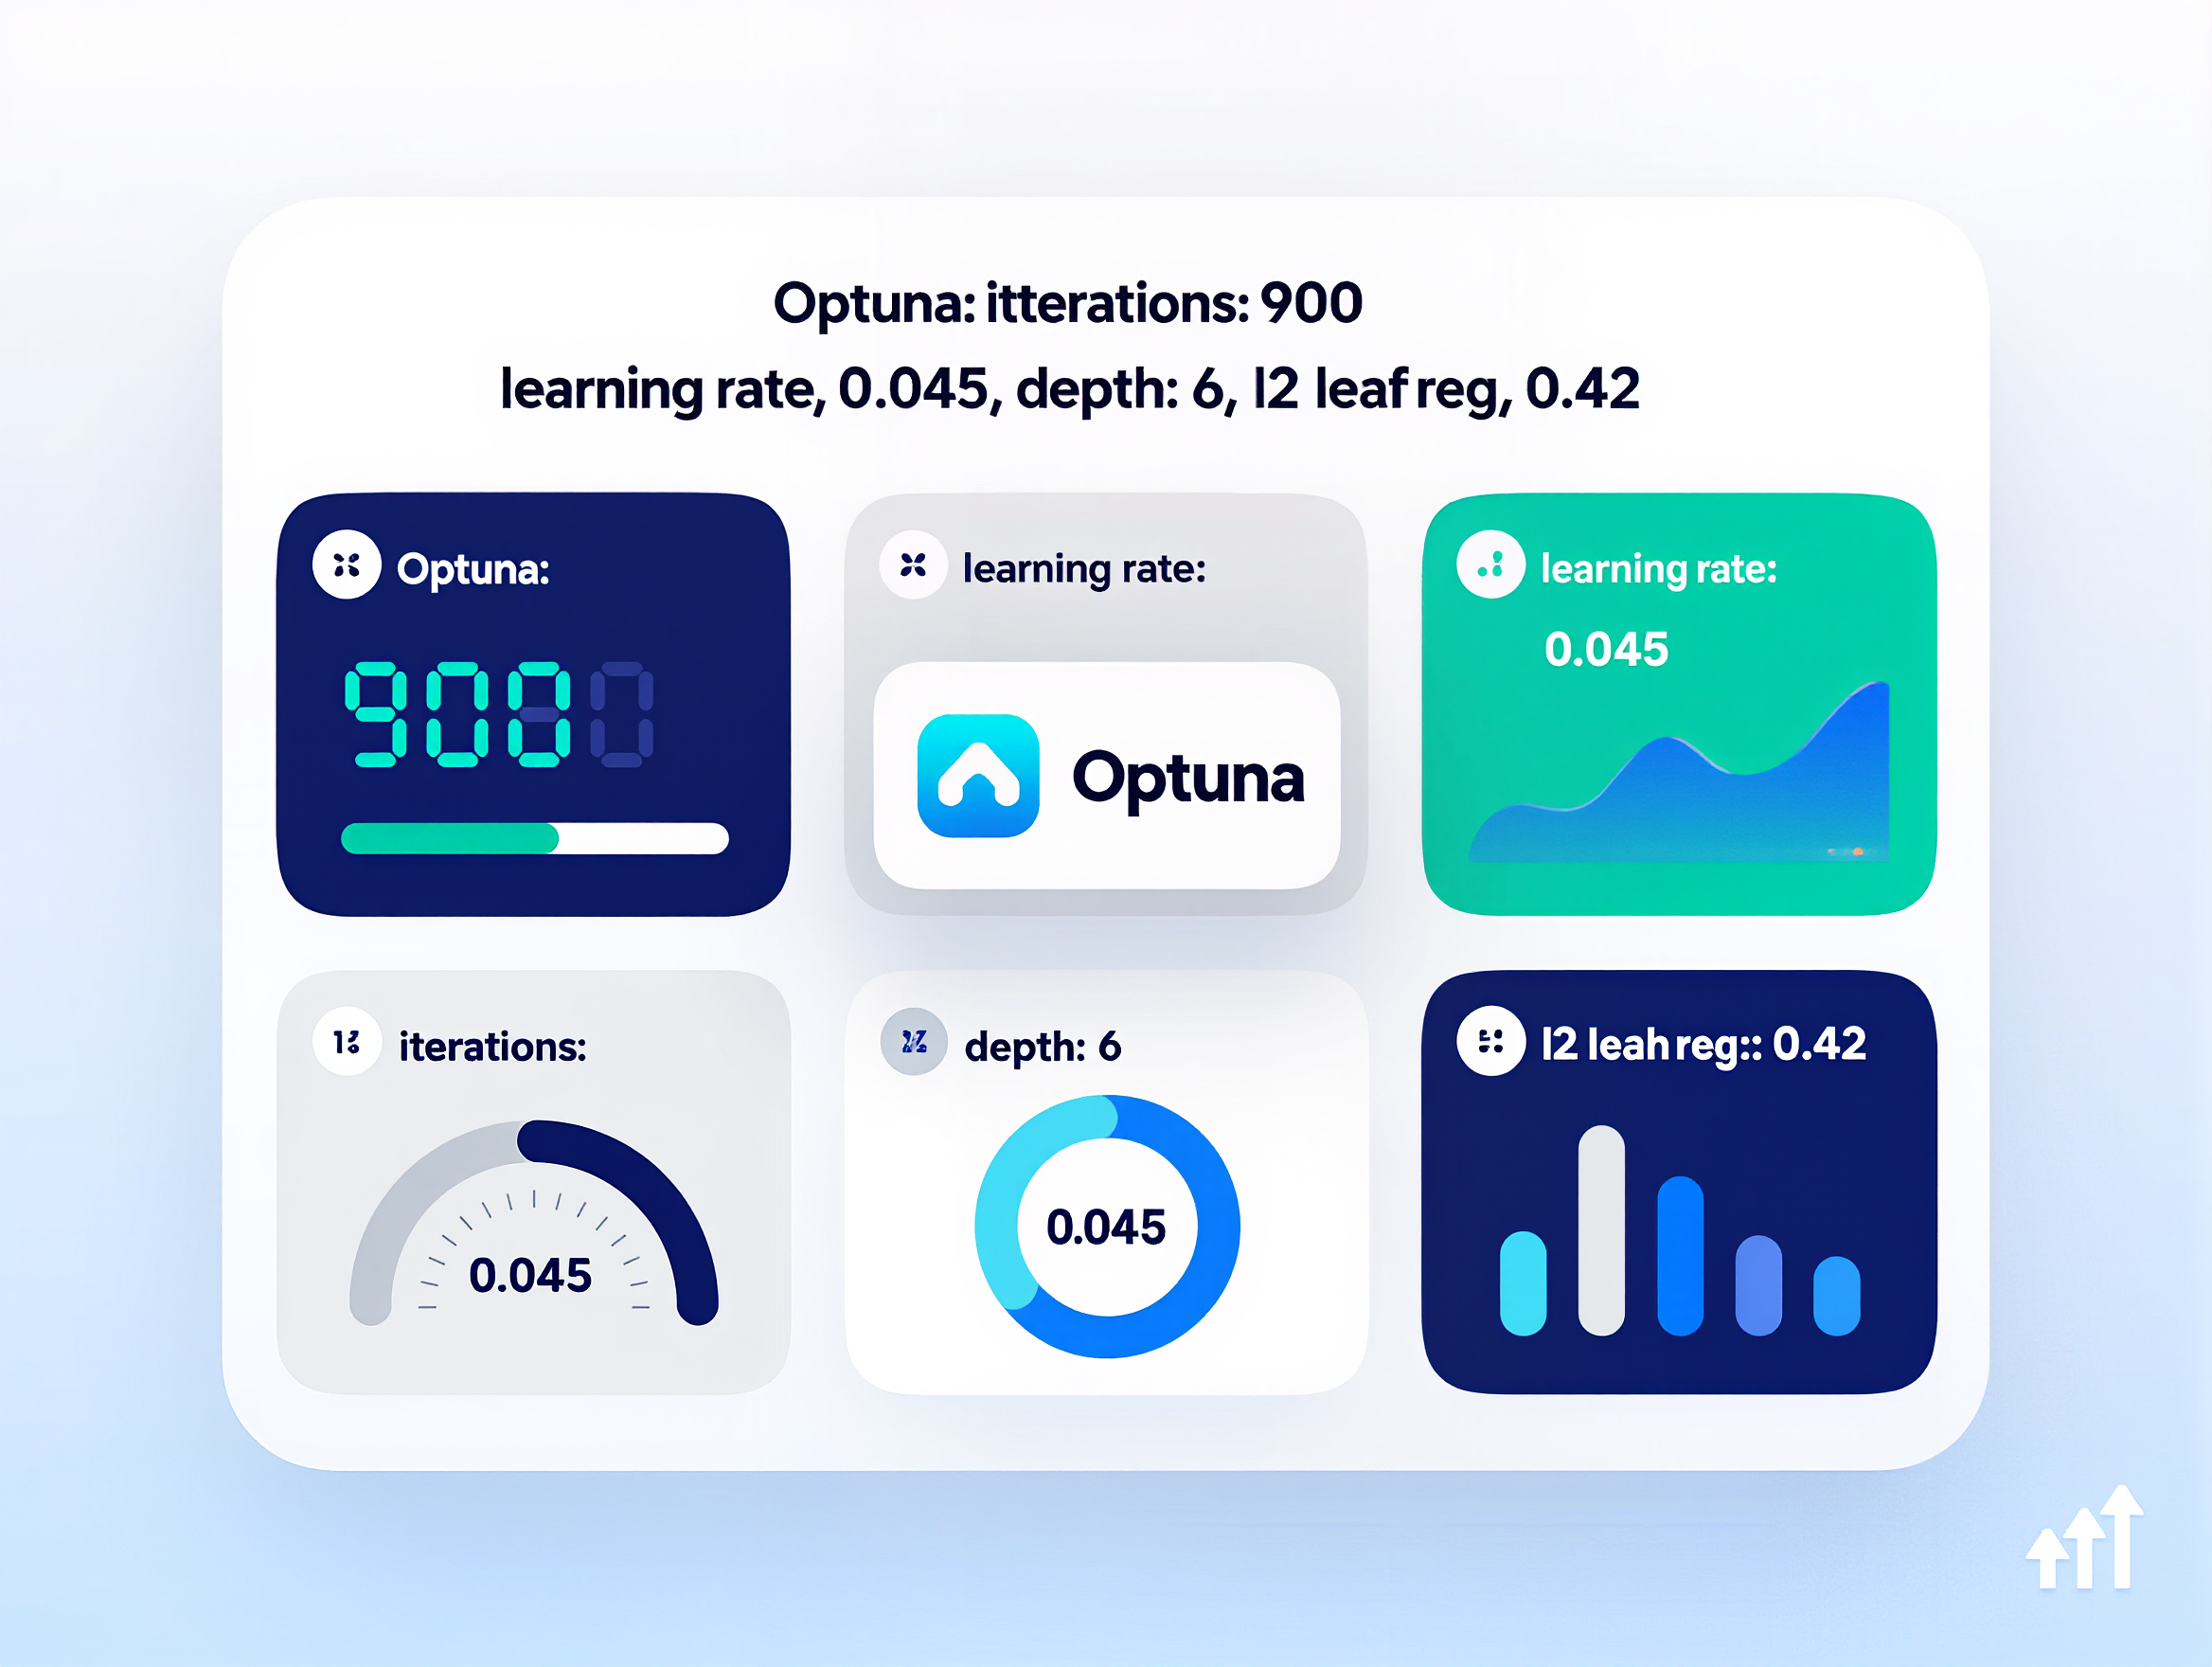 Optuna: itterations: 900
learning rate, 0.045, depth: 6, l2 leaf reg, 0.42
Optuna:
900
learning rate:
Optuna
learning rate:
0.045
iterations:
0.045
depth: 6
0.045
l2 leah reg:: 0.42